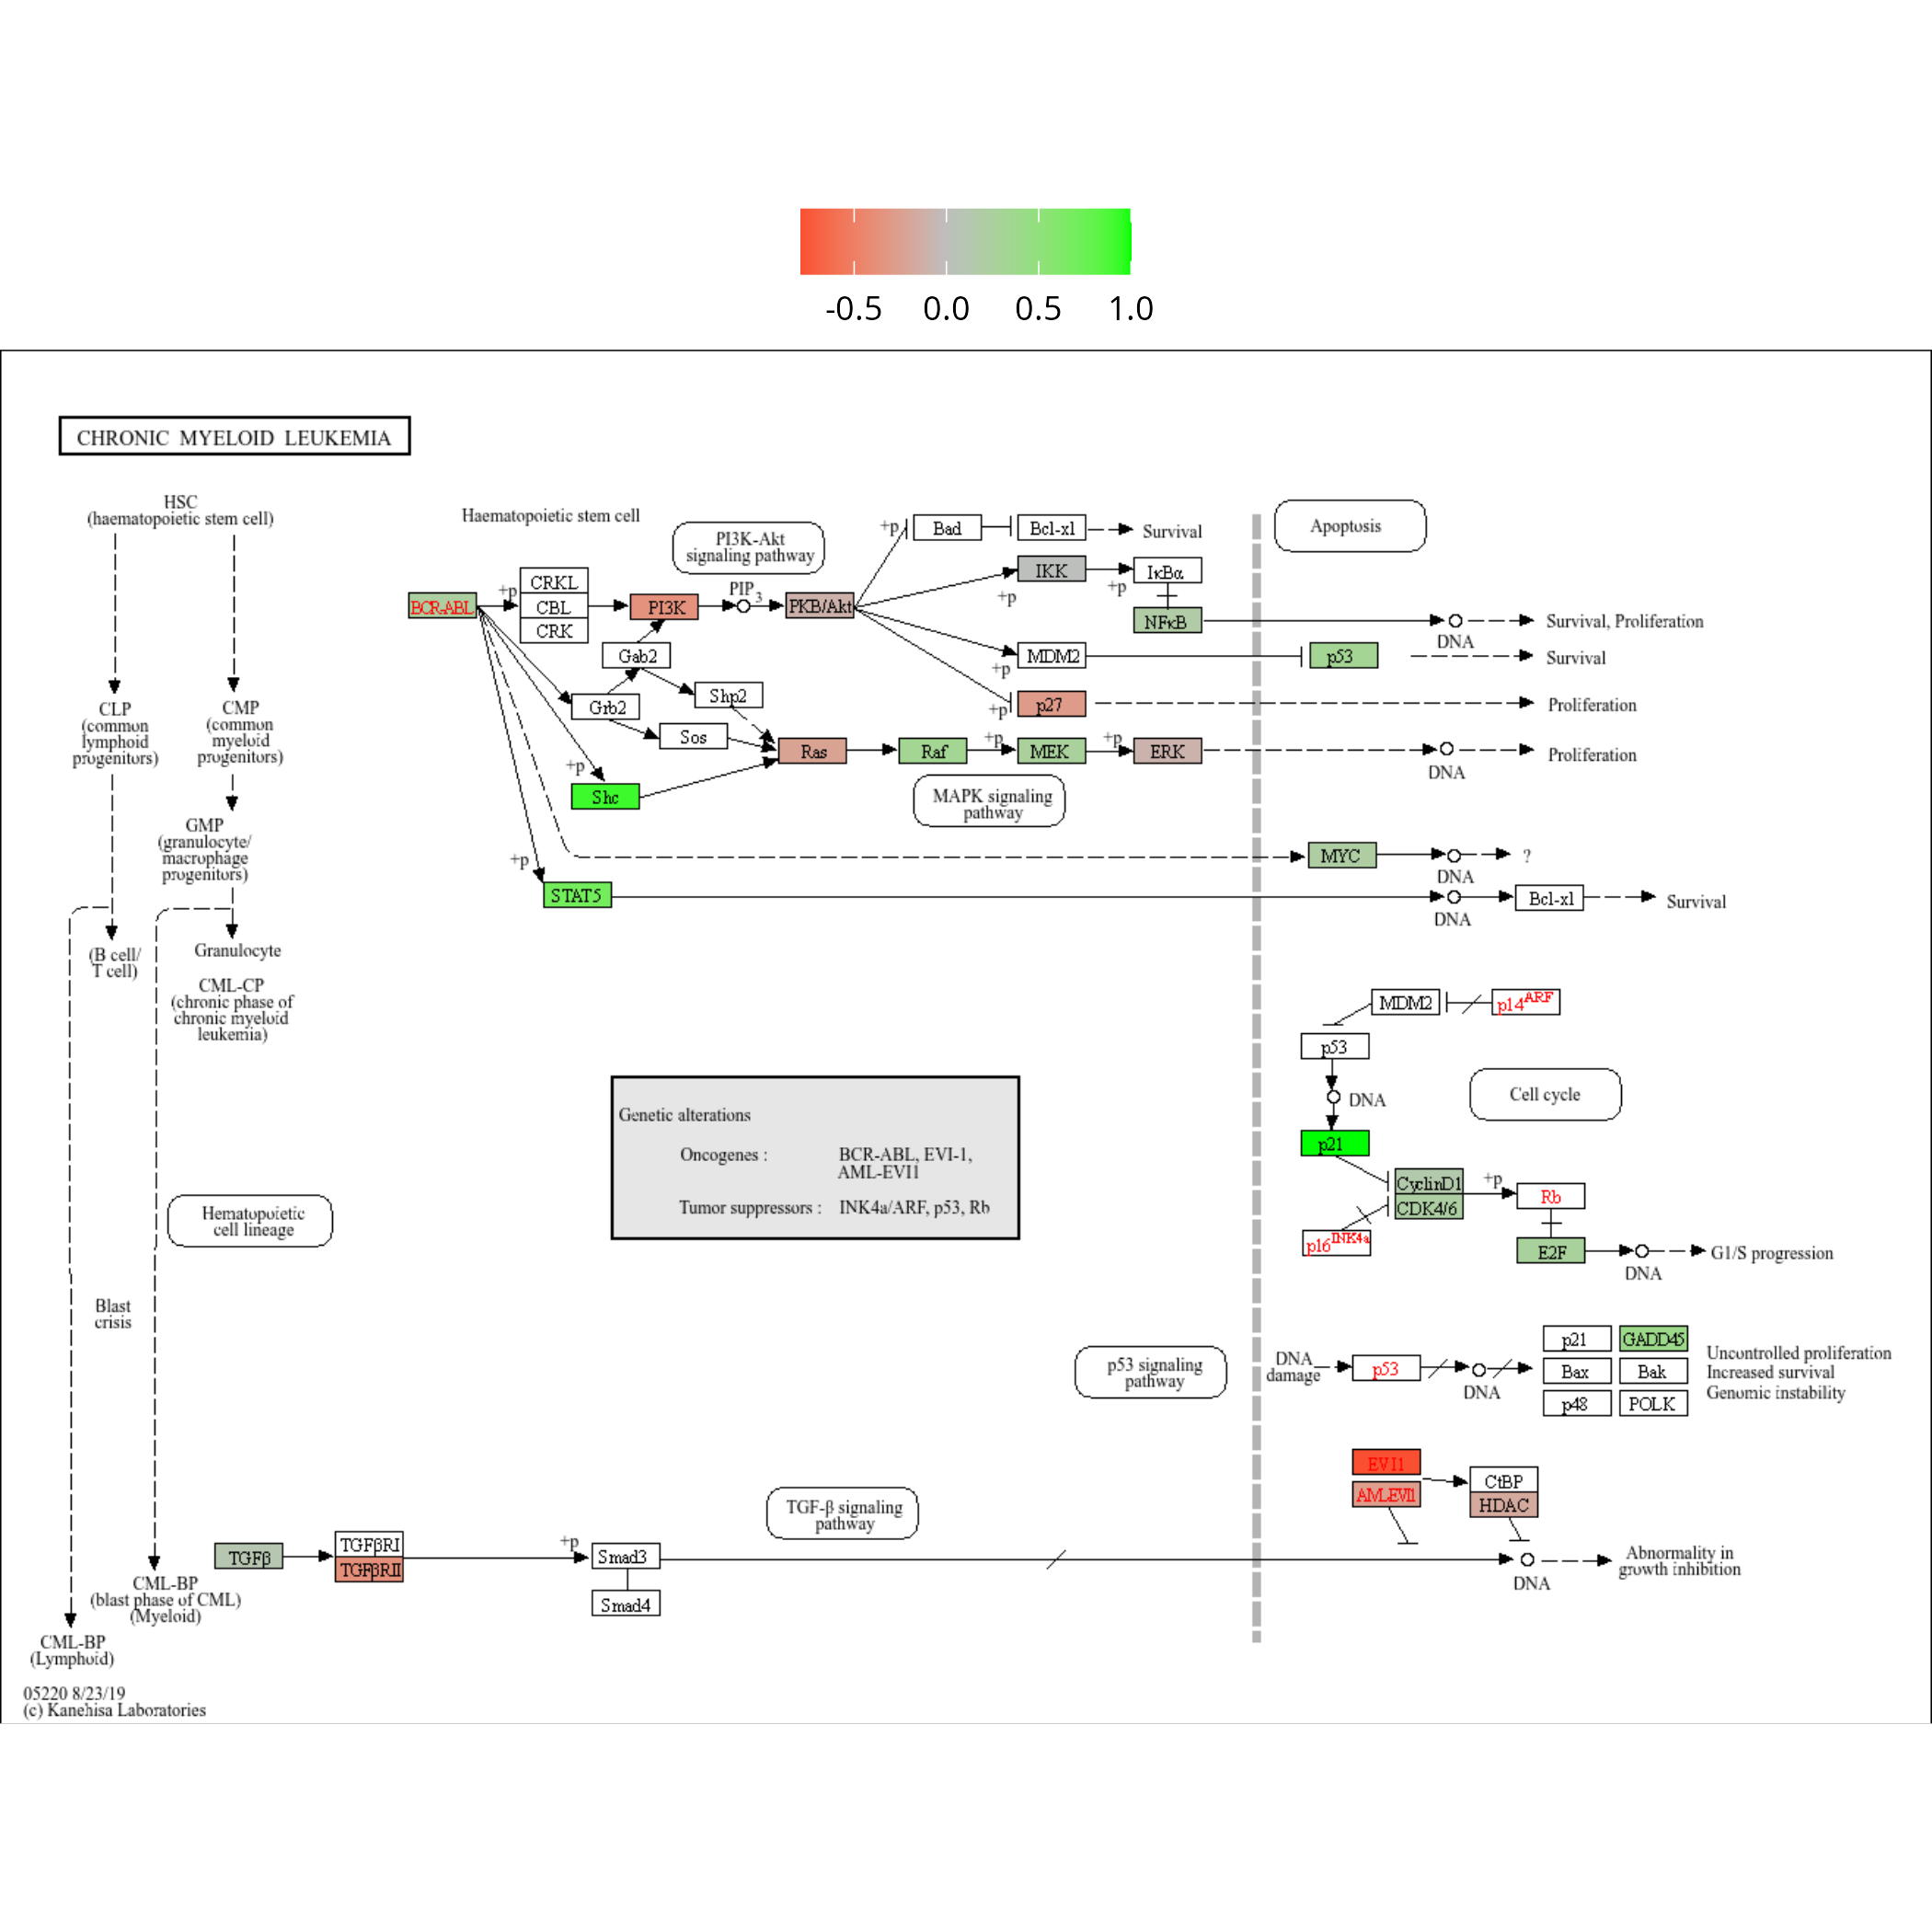 -0.5 0.0 0.5 1.0
CHRONIC MYELOID LEUKEMIA
HSC
(haematopoietic stem cell)
CLP
(common
lymphoid
progenitors)
CMP
(common
myeloid
progenitors)
GMP
(granulocyte/
macrophage
progenitors)
(B cell/
T cell)
Granulocyte
CML-CP
(chronic phase of
chronic myeloid
leukemia)
Hematopoietic
cell lineage
Blast
crisis
CML-BP
(blast phase of CML)
(Myeloid)
CML-BP
(Lymphoid)
05220 8/23/19
(c) Kanehisa Laboratories
Haematopoietic stem cell
PI3K-Akt
signaling pathway
BCR-ABL
+p
CRKL
CBL
CRK
PI3K
PIP3
PKB/Akt
Gab2
Grb2
Shp2
Sos
+p
Shc
+p
STAT5
Ras
Raf
+p
MEK
+p
ERK
MAPK signaling
pathway
+p
Bad
Bcl-xl
Survival
+p
IKK
+p
IκBα
NFκB
+p
MDM2
+p
p27
Apoptosis
DNA
Survival, Proliferation
p53
Survival
Proliferation
DNA
Proliferation
MYC
DNA
?
DNA
Bcl-xl
Survival
MDM2
p14ARF
p53
DNA
Cell cycle
p21
CyclinD1
CDK4/6
+p
Rb
p16INK4a
E2F
DNA
G1/S progression
Genetic alterations
Oncogenes : BCR-ABL, EVI-1,
AML-EVI1
Tumor suppressors : INK4a/ARF, p53, Rb
p53 signaling
pathway
DNA
damage
p53
DNA
p21 GADD45
Bax Bak
p48 POLK
Uncontrolled proliferation
Increased survival
Genomic instability
EVI1
AML-EVI1
CtBP
HDAC
TGF-β signaling
pathway
TGFβ
TGFβRI
TGFβRII
+p
Smad3
Smad4
DNA
Abnormality in
growth inhibition